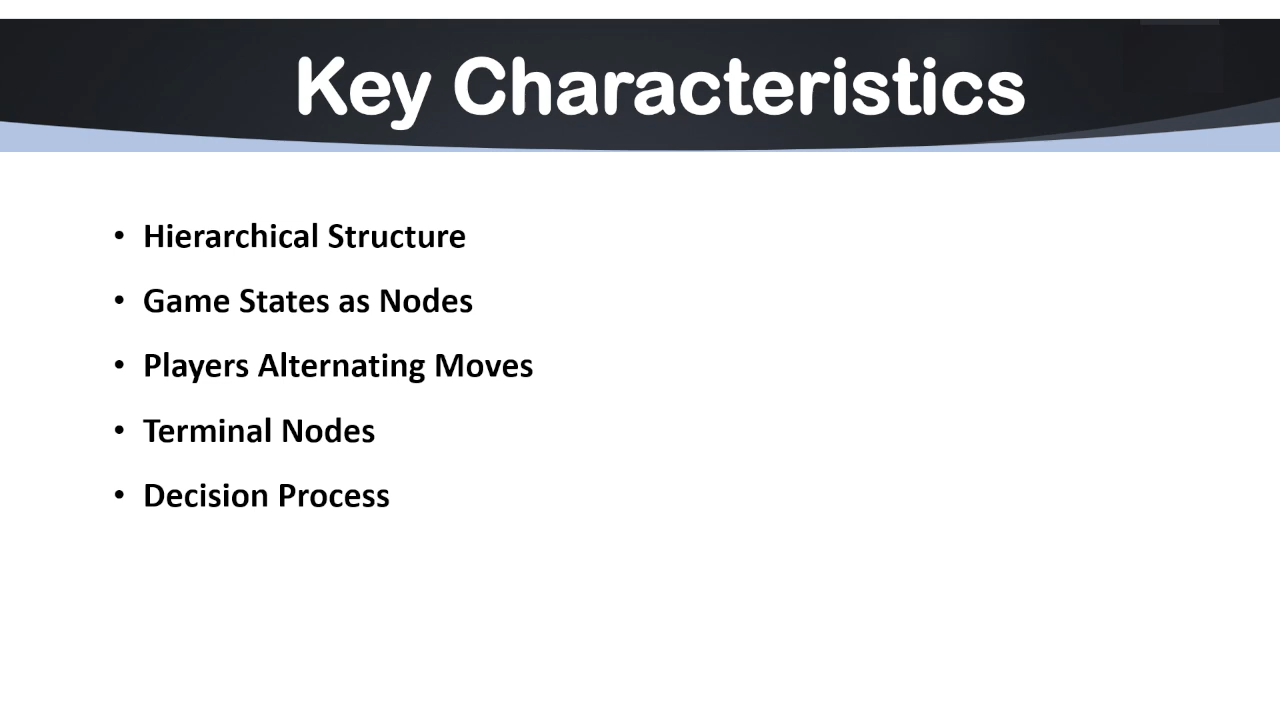 Key Characteristics
• Hierarchical Structure
• Game States as Nodes
• Players Alternating Moves
• Terminal Nodes
• Decision Process